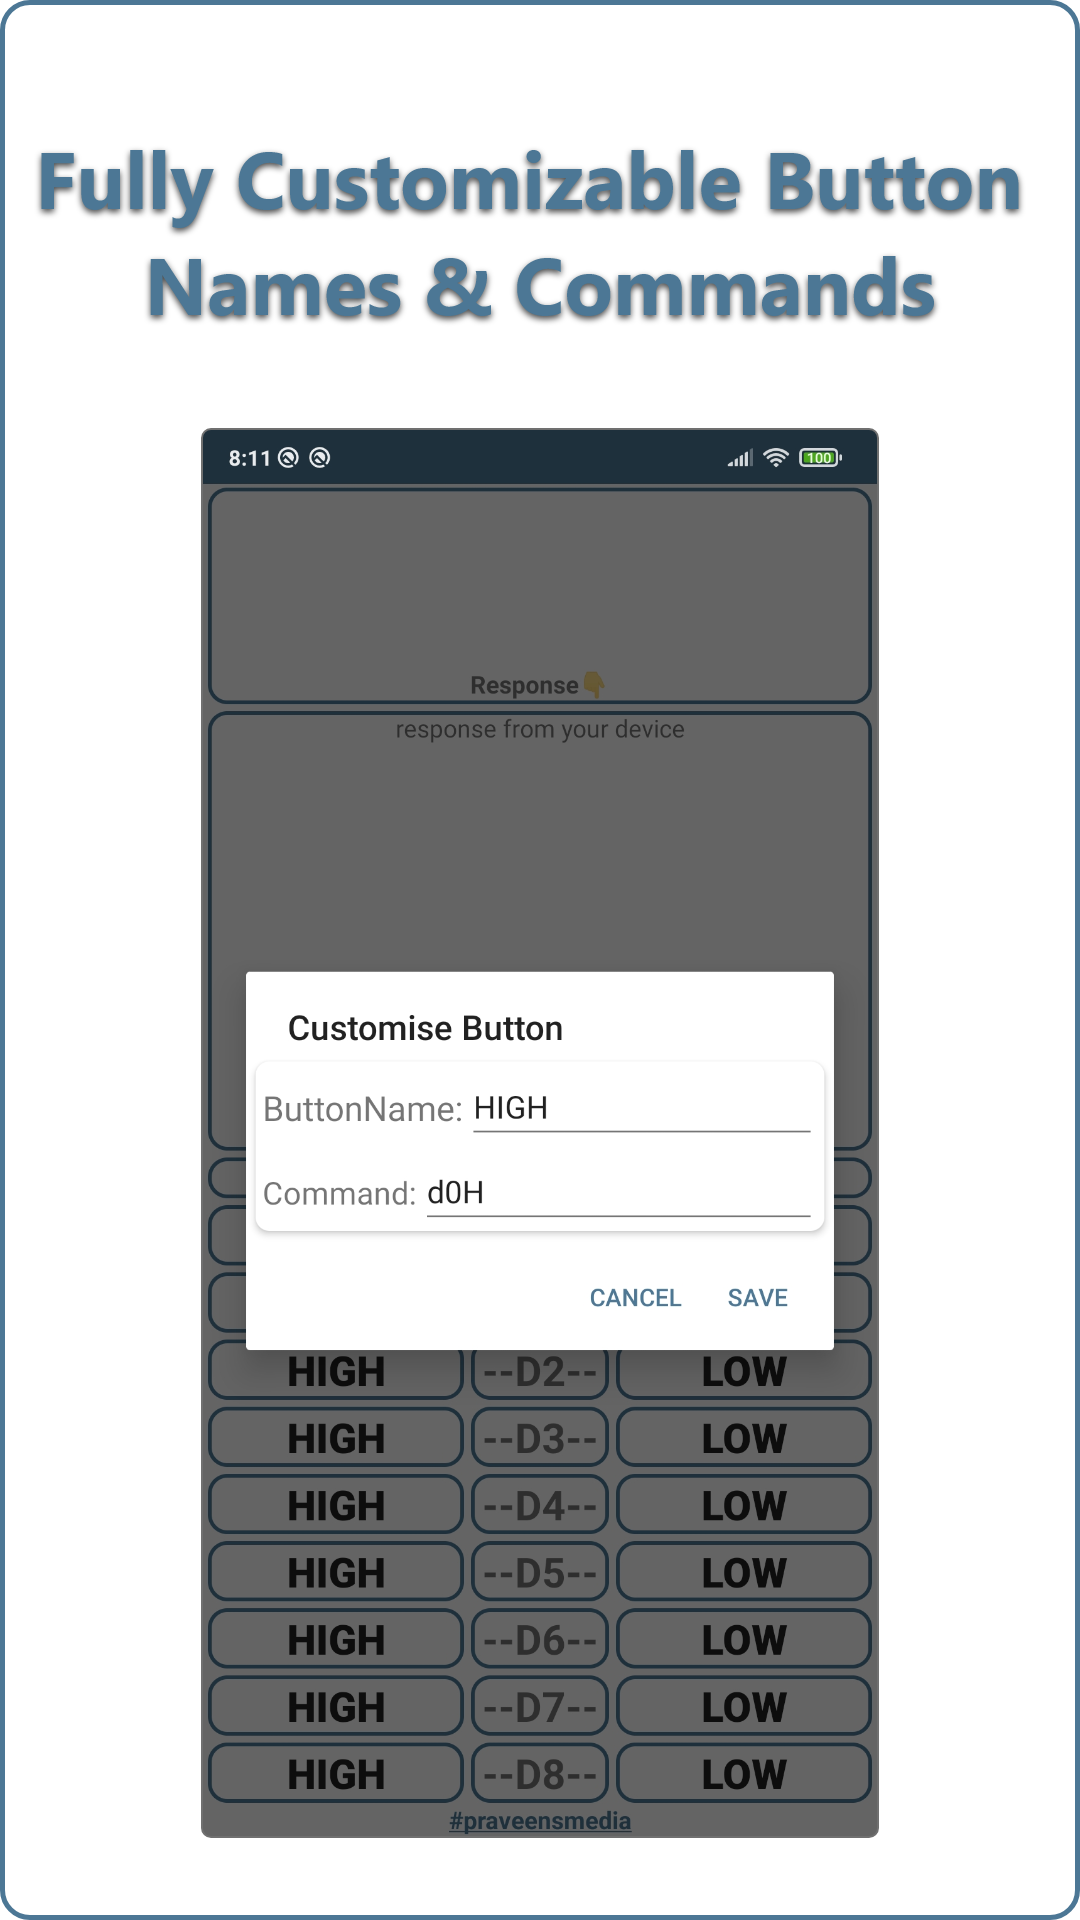 Fully Customizable Button
Names & Commands
8:11
100
Response👇
response from your device
Customise Button
ButtonName: HIGH
Command: d0H
CANCEL SAVE
HIGH --D2-- LOW
HIGH --D3-- LOW
HIGH --D4-- LOW
HIGH --D5-- LOW
HIGH --D6-- LOW
HIGH --D7-- LOW
HIGH --D8-- LOW
#praveensmedia